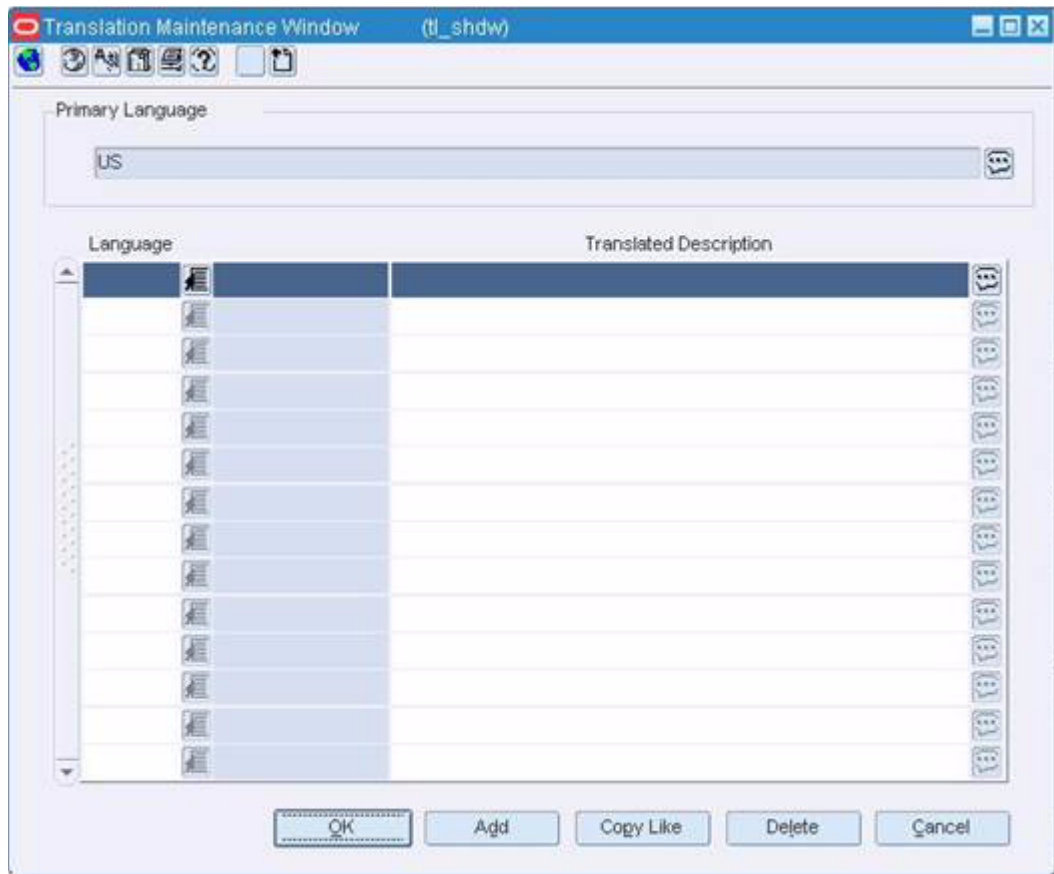 Translation Maintenance Window (tl_shdw)
Primary Language
US
Language Translated Description
OK Add Copy Like Delete Cancel